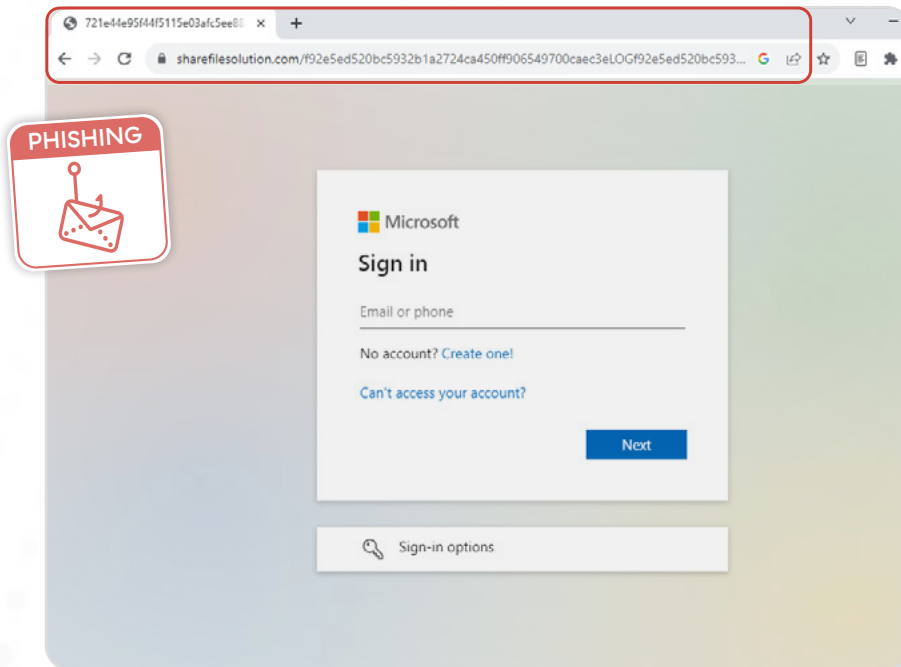 721e44e95f44f5115e03afc5ee88
sharefilesolution.com/f92e5ed520bc5932b1a2724ca450ff906549700caec3eLOGf92e5ed520bc593...
PHISHING
Microsoft
Sign in
Email or phone
No account? Create one!
Can't access your account?
Next
Sign-in options